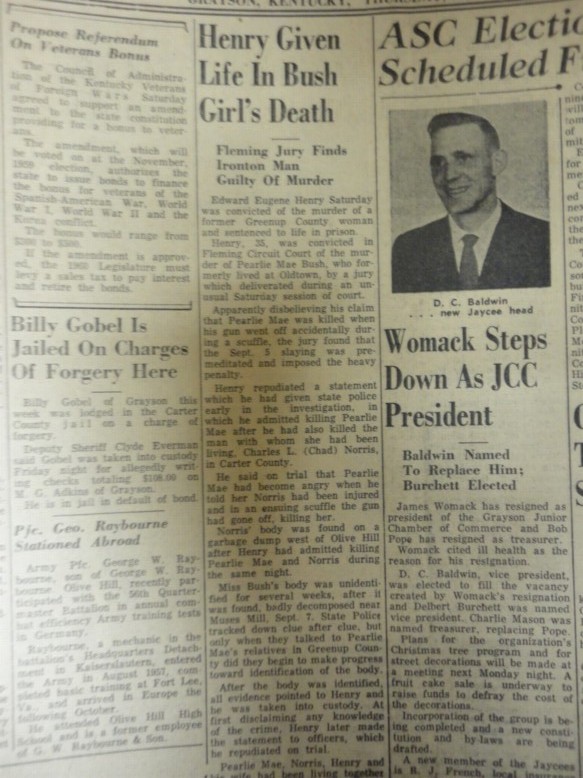 GRAYSON, KENTUCKY,
Propose Referendum
On Veterans Bonus
The Council of Administra-
tion of the Kentucky Veterans
of Foreign Wars Saturday
agreed to support an amend-
ment to the state constitution
providing for a bonus to veter-
ans.
The amendment, which will
be voted on at the November,
1959 election, authorizes the
state to issue bonds to finance
the bonus for veterans of the
Spanish-American War, World
War I, World War II and the
Korea conflict.
The bonus would range from
to $500.
If the amendment is approv-
ed, the 1960 Legislature must
levy a sales tax to pay interest
and retire the bonds.
Billy Gobel Is
Jailed On Charges
Of Forgery Here
Billy Gobel of Grayson this
week was lodged in the Carter
County jail on a charge of
forgery.
Deputy Sheriff Clyde Everman
said Gobel was taken into custody
Friday night for allegedly writ-
checks totaling $108.00 on
M. G. Adkins of Grayson.
He is in jail in default of bond.
Pfc. Geo. Raybourne
Stationed Abroad
Army Pfc George W. Ray-
bourne, son of George W. Ray-
bourne Olive Hill, recently par-
ticipated with the 56th Quarter-
master Battalion in annual com-
bat efficiency Army training tests
in Germany.
Raybourne, a mechanic in the
battalion's Headquarters Detach-
ment in Kaiserslautern, entered
the Army in August 1957, com-
pleted basic training at Fort Lee,
Va., and arrived in Europe the
following October.
He attended Olive Hill High
School and is a former employee
of G. W. Raybourne & Son.
Henry Given
Life In Bush
Girl's Death
Fleming Jury Finds
Ironton Man
Guilty Of Murder
Edward Eugene Henry Saturday
was convicted of the murder of a
former Greenup County woman
and sentenced to life in prison.
Henry, 35, was convicted in
Fleming Circuit Court of the mur-
der of Pearlie Mae Bush, who for-
merly lived at Oldtown, by a jury
which deliverated during an un-
usual Saturday session of court.
Apparently disbelieving his claim
that Pearlie Mae was killed when
his gun went off accidentally dur-
ing a scuffle, the jury found that
the Sept. 5 slaying was pre-
meditated and imposed the heavy
penalty.
Henry repudiated a statement
which he had given state police
early in the investigation, in
which he admitted killing Pearlie
Mae after he had also killed the
man with whom she had been
living, Charles L. (Chad) Norris,
in Carter County.
He said on trial that Pearlie
Mae had become angry when he
told her Norris had been injured
and in an ensuing scuffle the gun
had gone off, killing her.
Norris' body was found on a
garbage dump west of Olive Hill
after Henry had admitted killing
Pearlie Mae and Norris during
the same night.
Miss Bush's body was unidenti-
fied for several weeks, after it
was found, badly decomposed near
Muses Mill, Sept. 7. State Police
tracked down clue after clue, but
only when they talked to Pearlie
Mae's relatives in Greenup Coun-
ty did they begin to make progress
toward identification of the body.
After the body was identified,
all evidence pointed to Henry and
he was taken into custody. At
first disclaiming any knowledge
of the crime, Henry later made
the statement to officers, which
he repudiated on trial.
Pearlie Mae, Norris, Henry and
his wife had been living together
ASC Electio
Scheduled F
D. C. Baldwin
. . . new Jaycee head
Womack Steps
Down As JCC
President
Baldwin Named
To Replace Him;
Burchett Elected
James Womack has resigned as
president of the Grayson Junior
Chamber of Commerce and Bob
Pope has resigned as treasurer.
Womack cited ill health as the
reason for his resignation.
D. C. Baldwin, vice president,
was elected to fill the vacancy
created by Womack's resignation
and Delbert Burchett was named
vice president. Charlie Mason was
named treasurer, replacing Pope.
Plans for the organization's
Christmas tree program and for
street decorations will be made at
a meeting next Monday night. A
fruit cake sale is underway to
raise funds to defray the cost of
the decorations.
Incorporation of the group is be-
ing completed and a new consti-
tution and by-laws are being
drafted.
A new member of the Jaycees
is R. J. French, local insurance